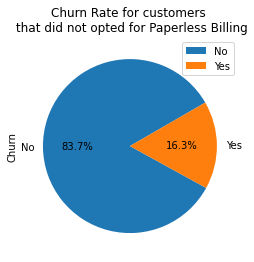 Churn Rate for customers
that did not opted for Paperless Billing
No
Yes
Churn
No
83.7%
16.3%
Yes